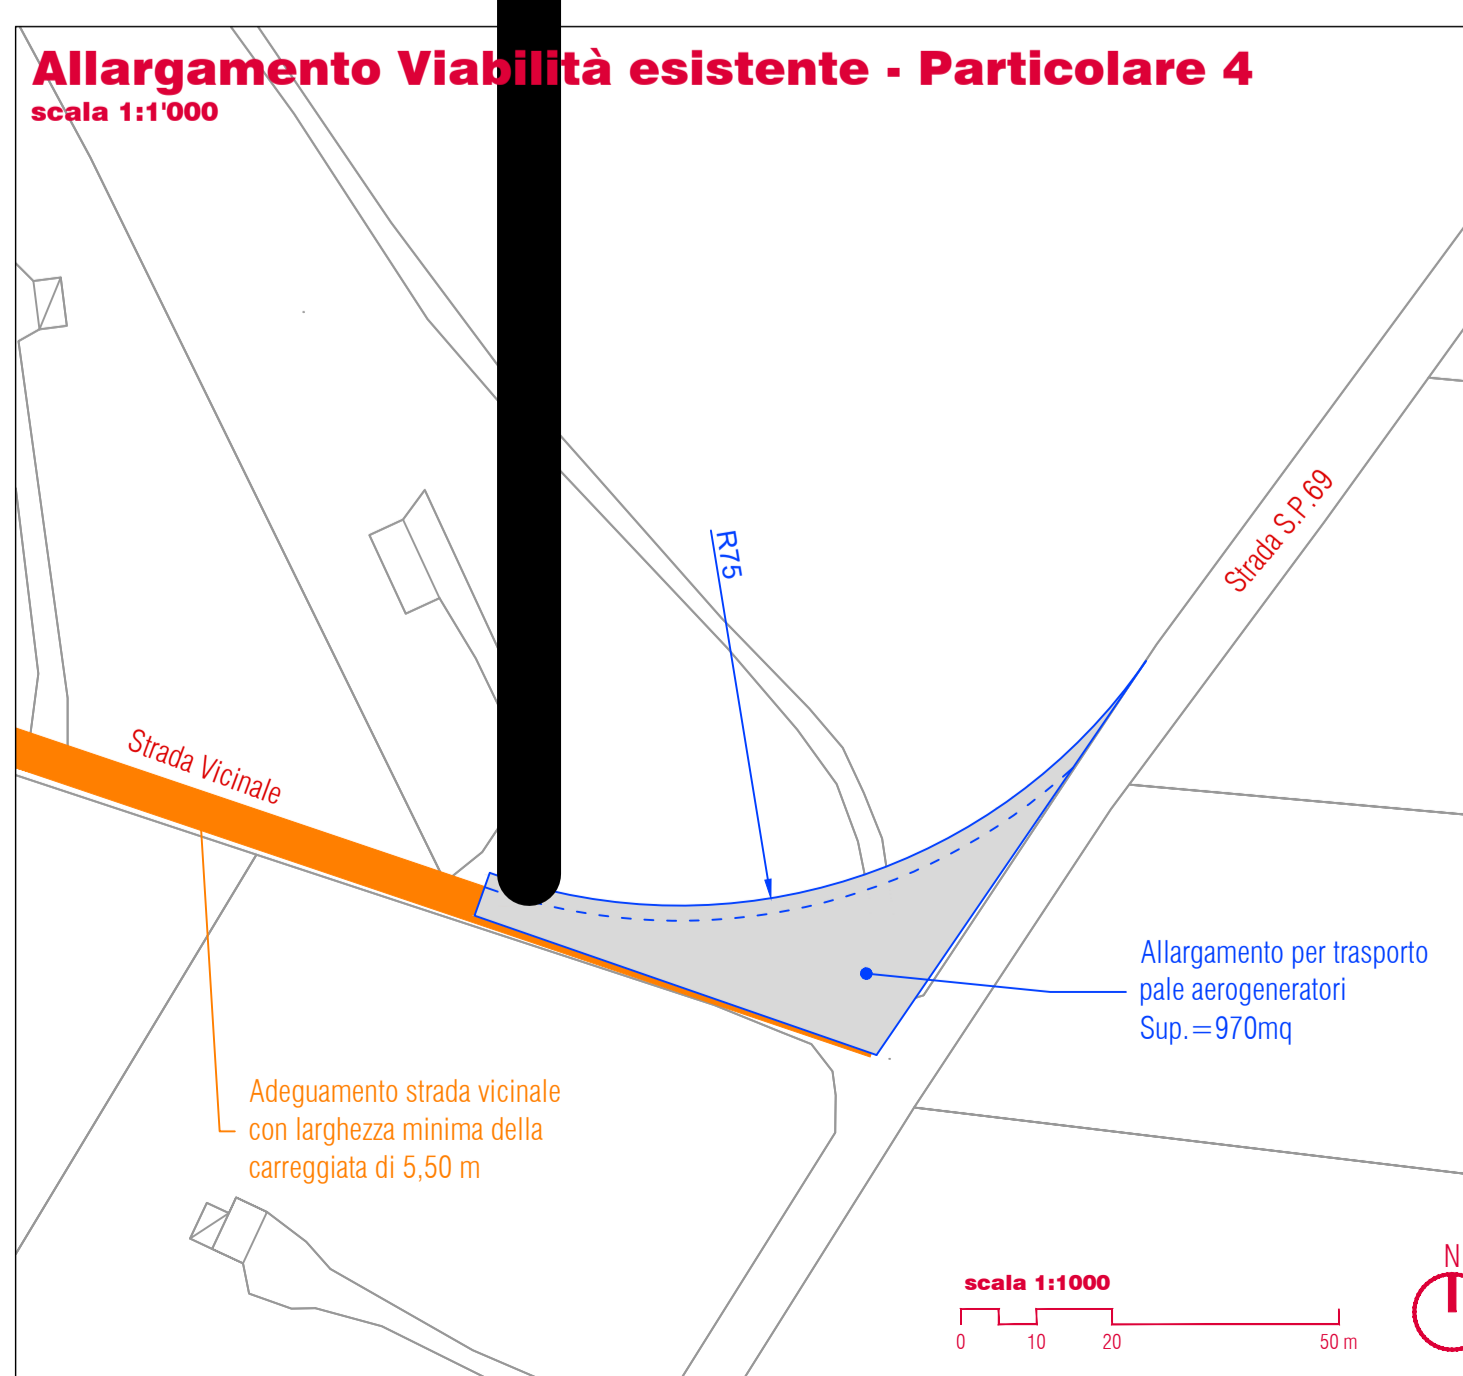 Allargamento Viabilità esistente - Particolare 4
scala 1:1'000
R75
Strada S.P.69
Strada Vicinale
Allargamento per trasporto
pale aerogeneratori
Sup.=970mq
Adeguamento strada vicinale
con larghezza minima della
carreggiata di 5,50 m
scala 1:1000
0 10 20 50 m
N